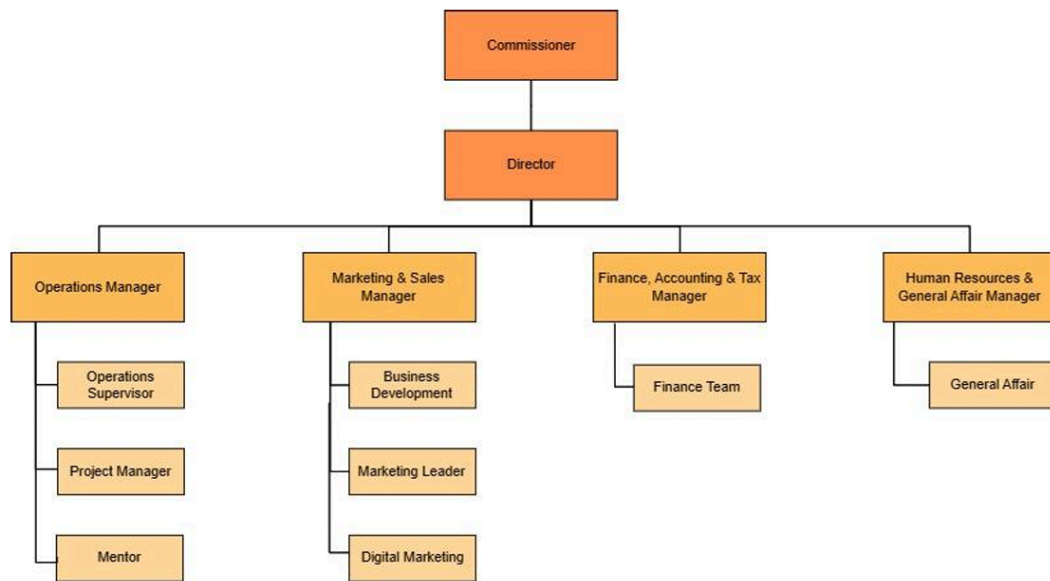 Commissioner
Director
Operations Manager
Marketing & Sales
Manager
Finance, Accounting & Tax
Manager
Human Resources &
General Affair Manager
Operations
Supervisor
Business
Development
Finance Team
General Affair
Project Manager
Marketing Leader
Mentor
Digital Marketing